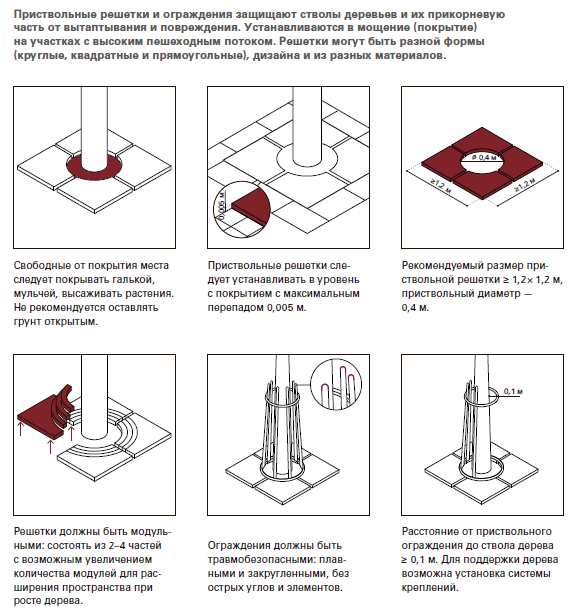 Приствольные решетки и ограждения защищают стволы деревьев и их прикорневую
часть от вытаптывания и повреждения. Устанавливаются в мощение (покрытие)
на участках с высоким пешеходным потоком. Решетки могут быть разной формы
(круглые, квадратные и прямоугольные), дизайна и из разных материалов.
0,005 м
ø 0,4 м
≥1,2 м
≥1,2 м
Свободные от покрытия места
следует покрывать галькой,
мульчей, высаживать растения.
Не рекомендуется оставлять
грунт открытым.
Приствольные решетки сле-
дует устанавливать в уровень
с покрытием с максимальным
перепадом 0,005 м.
Рекомендуемый размер при-
ствольной решетки ≥ 1,2× 1,2 м,
приствольный диаметр —
0,4 м.
0,1 м
Решетки должны быть модуль-
ными: состоять из 2–4 частей
с возможным увеличением
количества модулей для рас-
ширения пространства при
росте дерева.
Ограждения должны быть
травмобезопасными: плав-
ными и закругленными, без
острых углов и элементов.
Расстояние от приствольного
ограждения до ствола дерева
≥ 0,1 м. Для поддержки дерева
возможна установка системы
креплений.